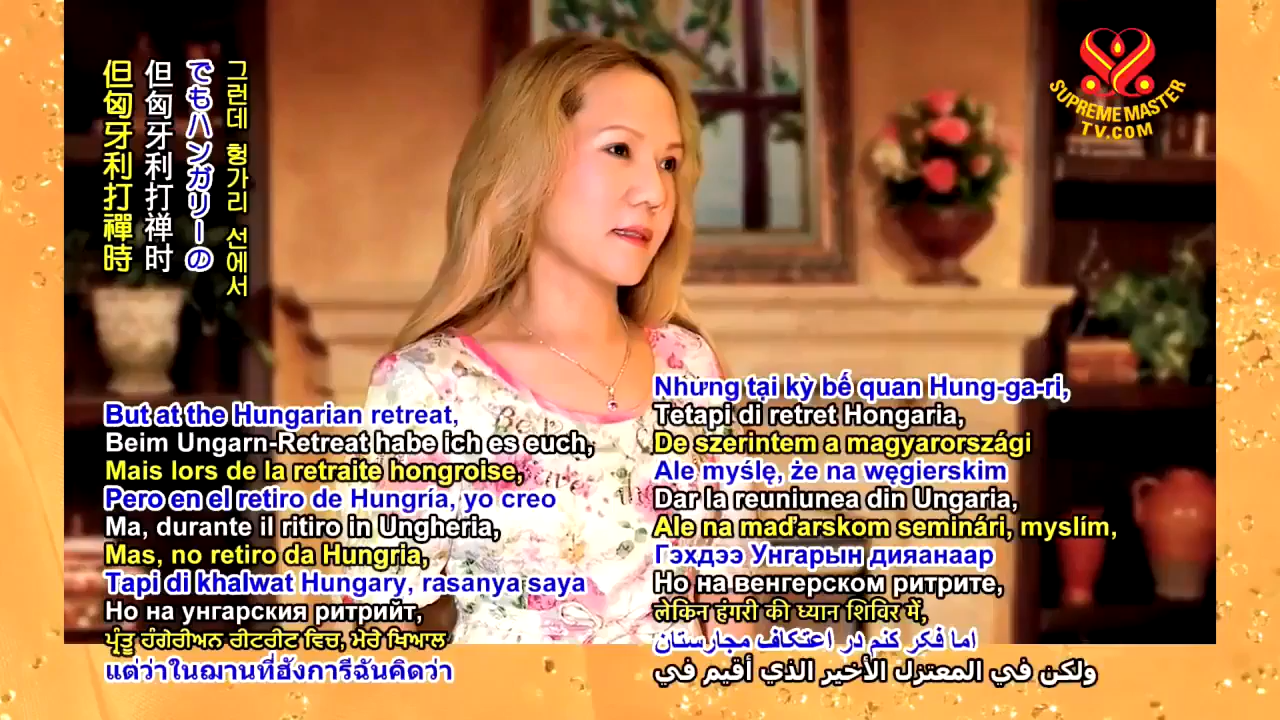 SUPREME MASTER
TV.COM
그런데 헝가리 선에서
でもハンガリーの
但匈牙利打禅时
但匈牙利打禪時
But at the Hungarian retreat,
Beim Ungarn-Retreat habe ich es euch,
Mais lors de la retraite hongroise,
Pero en el retiro de Hungría, yo creo
Ma, durante il ritiro in Ungheria,
Mas, no retiro da Hungria,
Tapi di khalwat Hungary, rasanya saya
Но на унгарския ритрийт,
ਪ੍ਰੰਤੂ ਹੰਗੇਰੀਅਨ ਰੀਟਰੀਟ ਵਿਚ, ਮੇਰੇ ਖਿਆਲ
แต่ว่าในฌานที่ฮังการีฉันคิดว่า
Nhưng tại kỳ bế quan Hung-ga-ri,
Tetapi di retret Hongaria,
De szerintem a magyarországi
Ale myślę, że na węgierskim
Dar la reuniunea din Ungaria,
Ale na maďarskom seminári, myslím,
Гэхдээ Унгарын дияанаар
Но на венгерском ритрите,
लेकिन हंगरी की ध्यान शिविर में,
اما فکر کنم در اعتکاف مجارستان
ولكن في المعتزل الأخير الذي أقيم في